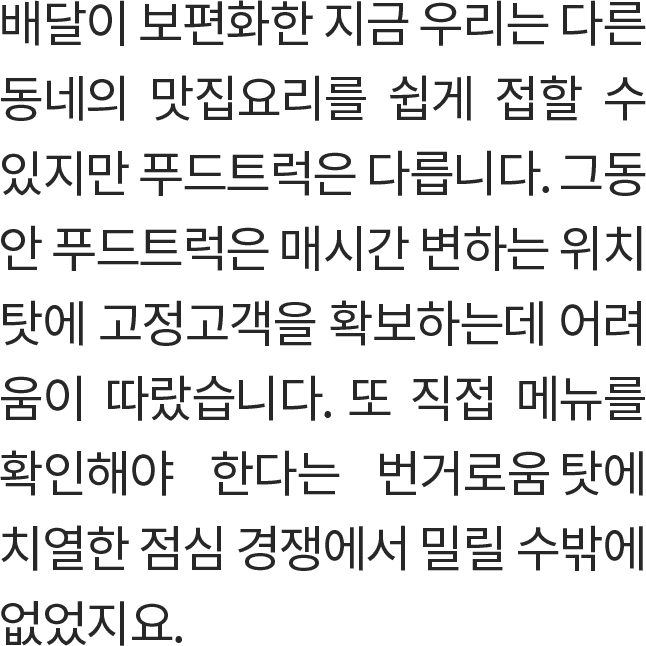 배달이 보편화한 지금 우리는 다른
동네의 맛집요리를 쉽게 접할 수
있지만 푸드트럭은 다릅니다. 그동
안 푸드트럭은 매시간 변하는 위치
탓에 고정고객을 확보하는데 어려
움이 따랐습니다. 또 직접 메뉴를
확인해야 한다는 번거로움 탓에
치열한 점심 경쟁에서 밀릴 수밖에
없었지요.